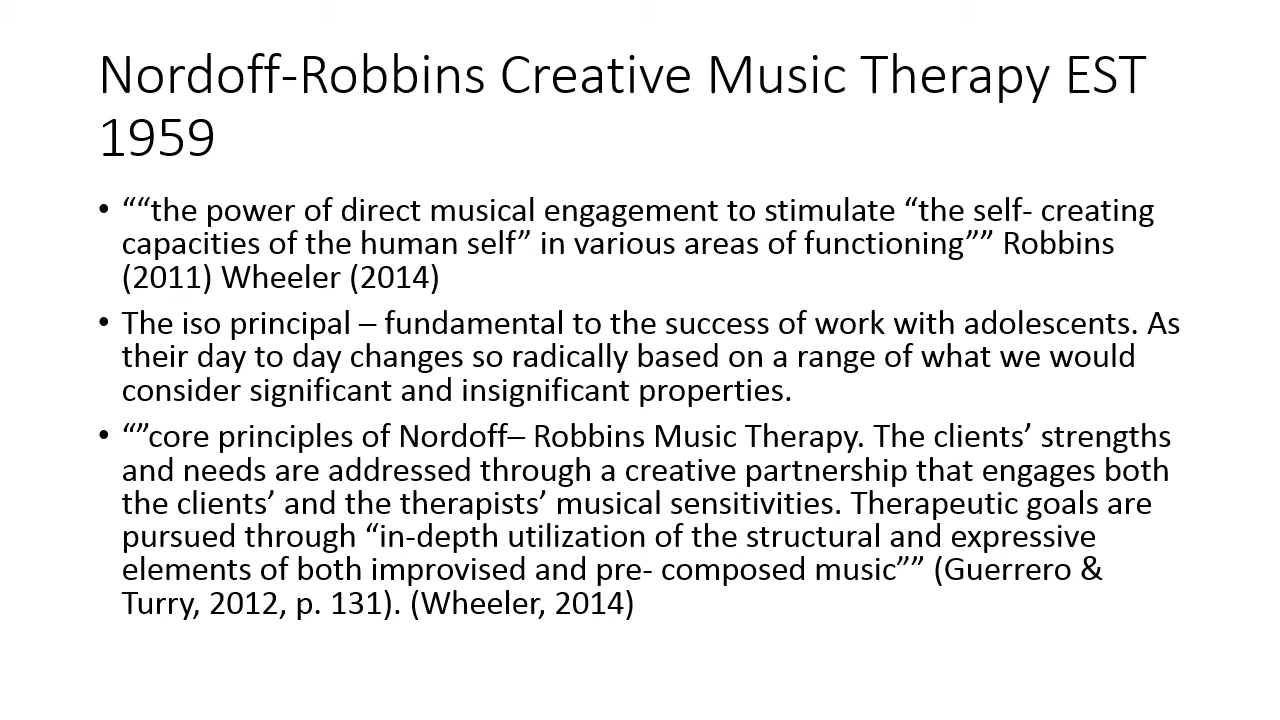 Nordoff-Robbins Creative Music Therapy EST
1959
• ““the power of direct musical engagement to stimulate “the self- creating
capacities of the human self” in various areas of functioning”” Robbins
(2011) Wheeler (2014)
• The iso principal – fundamental to the success of work with adolescents. As
their day to day changes so radically based on a range of what we would
consider significant and insignificant properties.
• “”core principles of Nordoff– Robbins Music Therapy. The clients’ strengths
and needs are addressed through a creative partnership that engages both
the clients’ and the therapists’ musical sensitivities. Therapeutic goals are
pursued through “in-depth utilization of the structural and expressive
elements of both improvised and pre- composed music”” (Guerrero &
Turry, 2012, p. 131). (Wheeler, 2014)